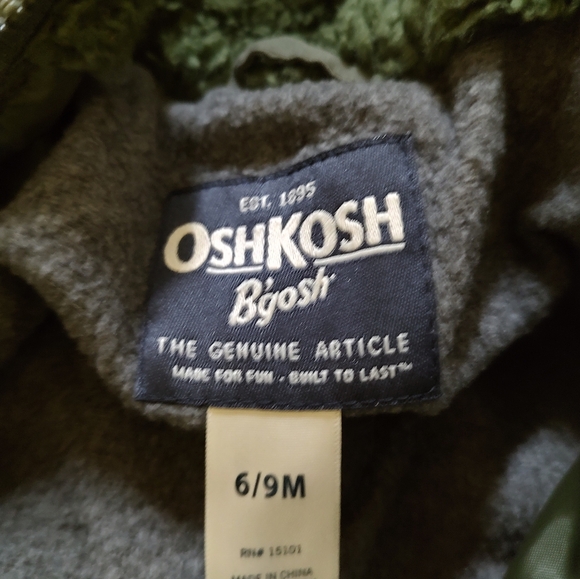 EST. 1895
OSHKOSH
B'gosh
THE GENUINE ARTICLE
MADE FOR FUN - BUILT TO LAST™
6/9M
RN# 15101
MADE IN CHINA